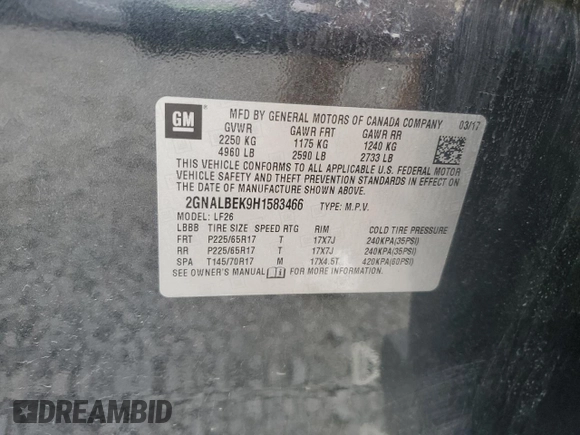 GM
MFD BY GENERAL MOTORS OF CANADA COMPANY 03/17
GVWR GAWR FRT GAWR RR
2250 KG 1175 KG 1240 KG
4960 LB 2590 LB 2733 LB
THIS VEHICLE CONFORMS TO ALL APPLICABLE U.S. FEDERAL MOTOR
VEHICLE SAFETY AND THEFT PREVENTION STANDARDS IN EFFECT ON
THE DATE OF MANUFACTURE SHOWN ABOVE.
2GNALBEK9H1583466 TYPE: M.P.V.
MODEL: LF26
LBBB TIRE SIZE SPEED RTG RIM COLD TIRE PRESSURE
FRT P225/65R17 T 17X7J 240KPA(35PSI)
RR P225/65R17 T 17X7J 240KPA(35PSI)
SPA T145/70R17 M 17X4.5T 420KPA(60PSI)
SEE OWNER'S MANUAL FOR MORE INFORMATION.
DREAMBID